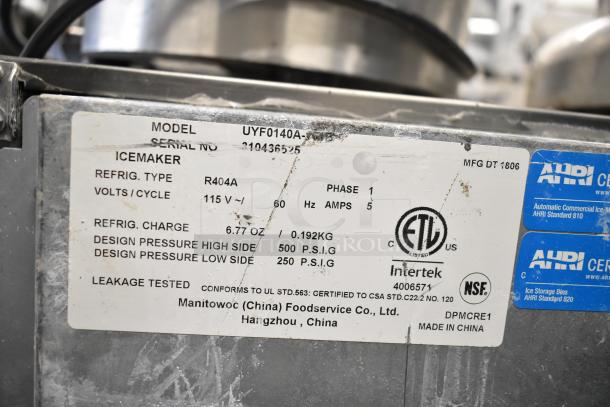 MODEL UYF0140A-
SERIAL NO 310436525
ICEMAKER
MFG DT 1806
REFRIG. TYPE R404A PHASE 1
VOLTS / CYCLE 115 V ~/ 60 Hz AMPS 5
REFRIG. CHARGE 6.77 OZ / 0.192KG
DESIGN PRESSURE HIGH SIDE 500 P.S.I.G
DESIGN PRESSURE LOW SIDE 250 P.S.I.G
C ETL US
LISTED
Intertek
4006571
LEAKAGE TESTED CONFORMS TO UL STD.563: CERTIFIED TO CSA STD.C22.2 NO. 120
NSF
Manitowoc (China) Foodservice Co., Ltd.
Hangzhou , China
DPMCRE1
MADE IN CHINA
AHRI CER
Automatic Commercial Ice
AHRI Standard 810
C
AHRI CER
Ice Storage Bins
AHRI Standard 820